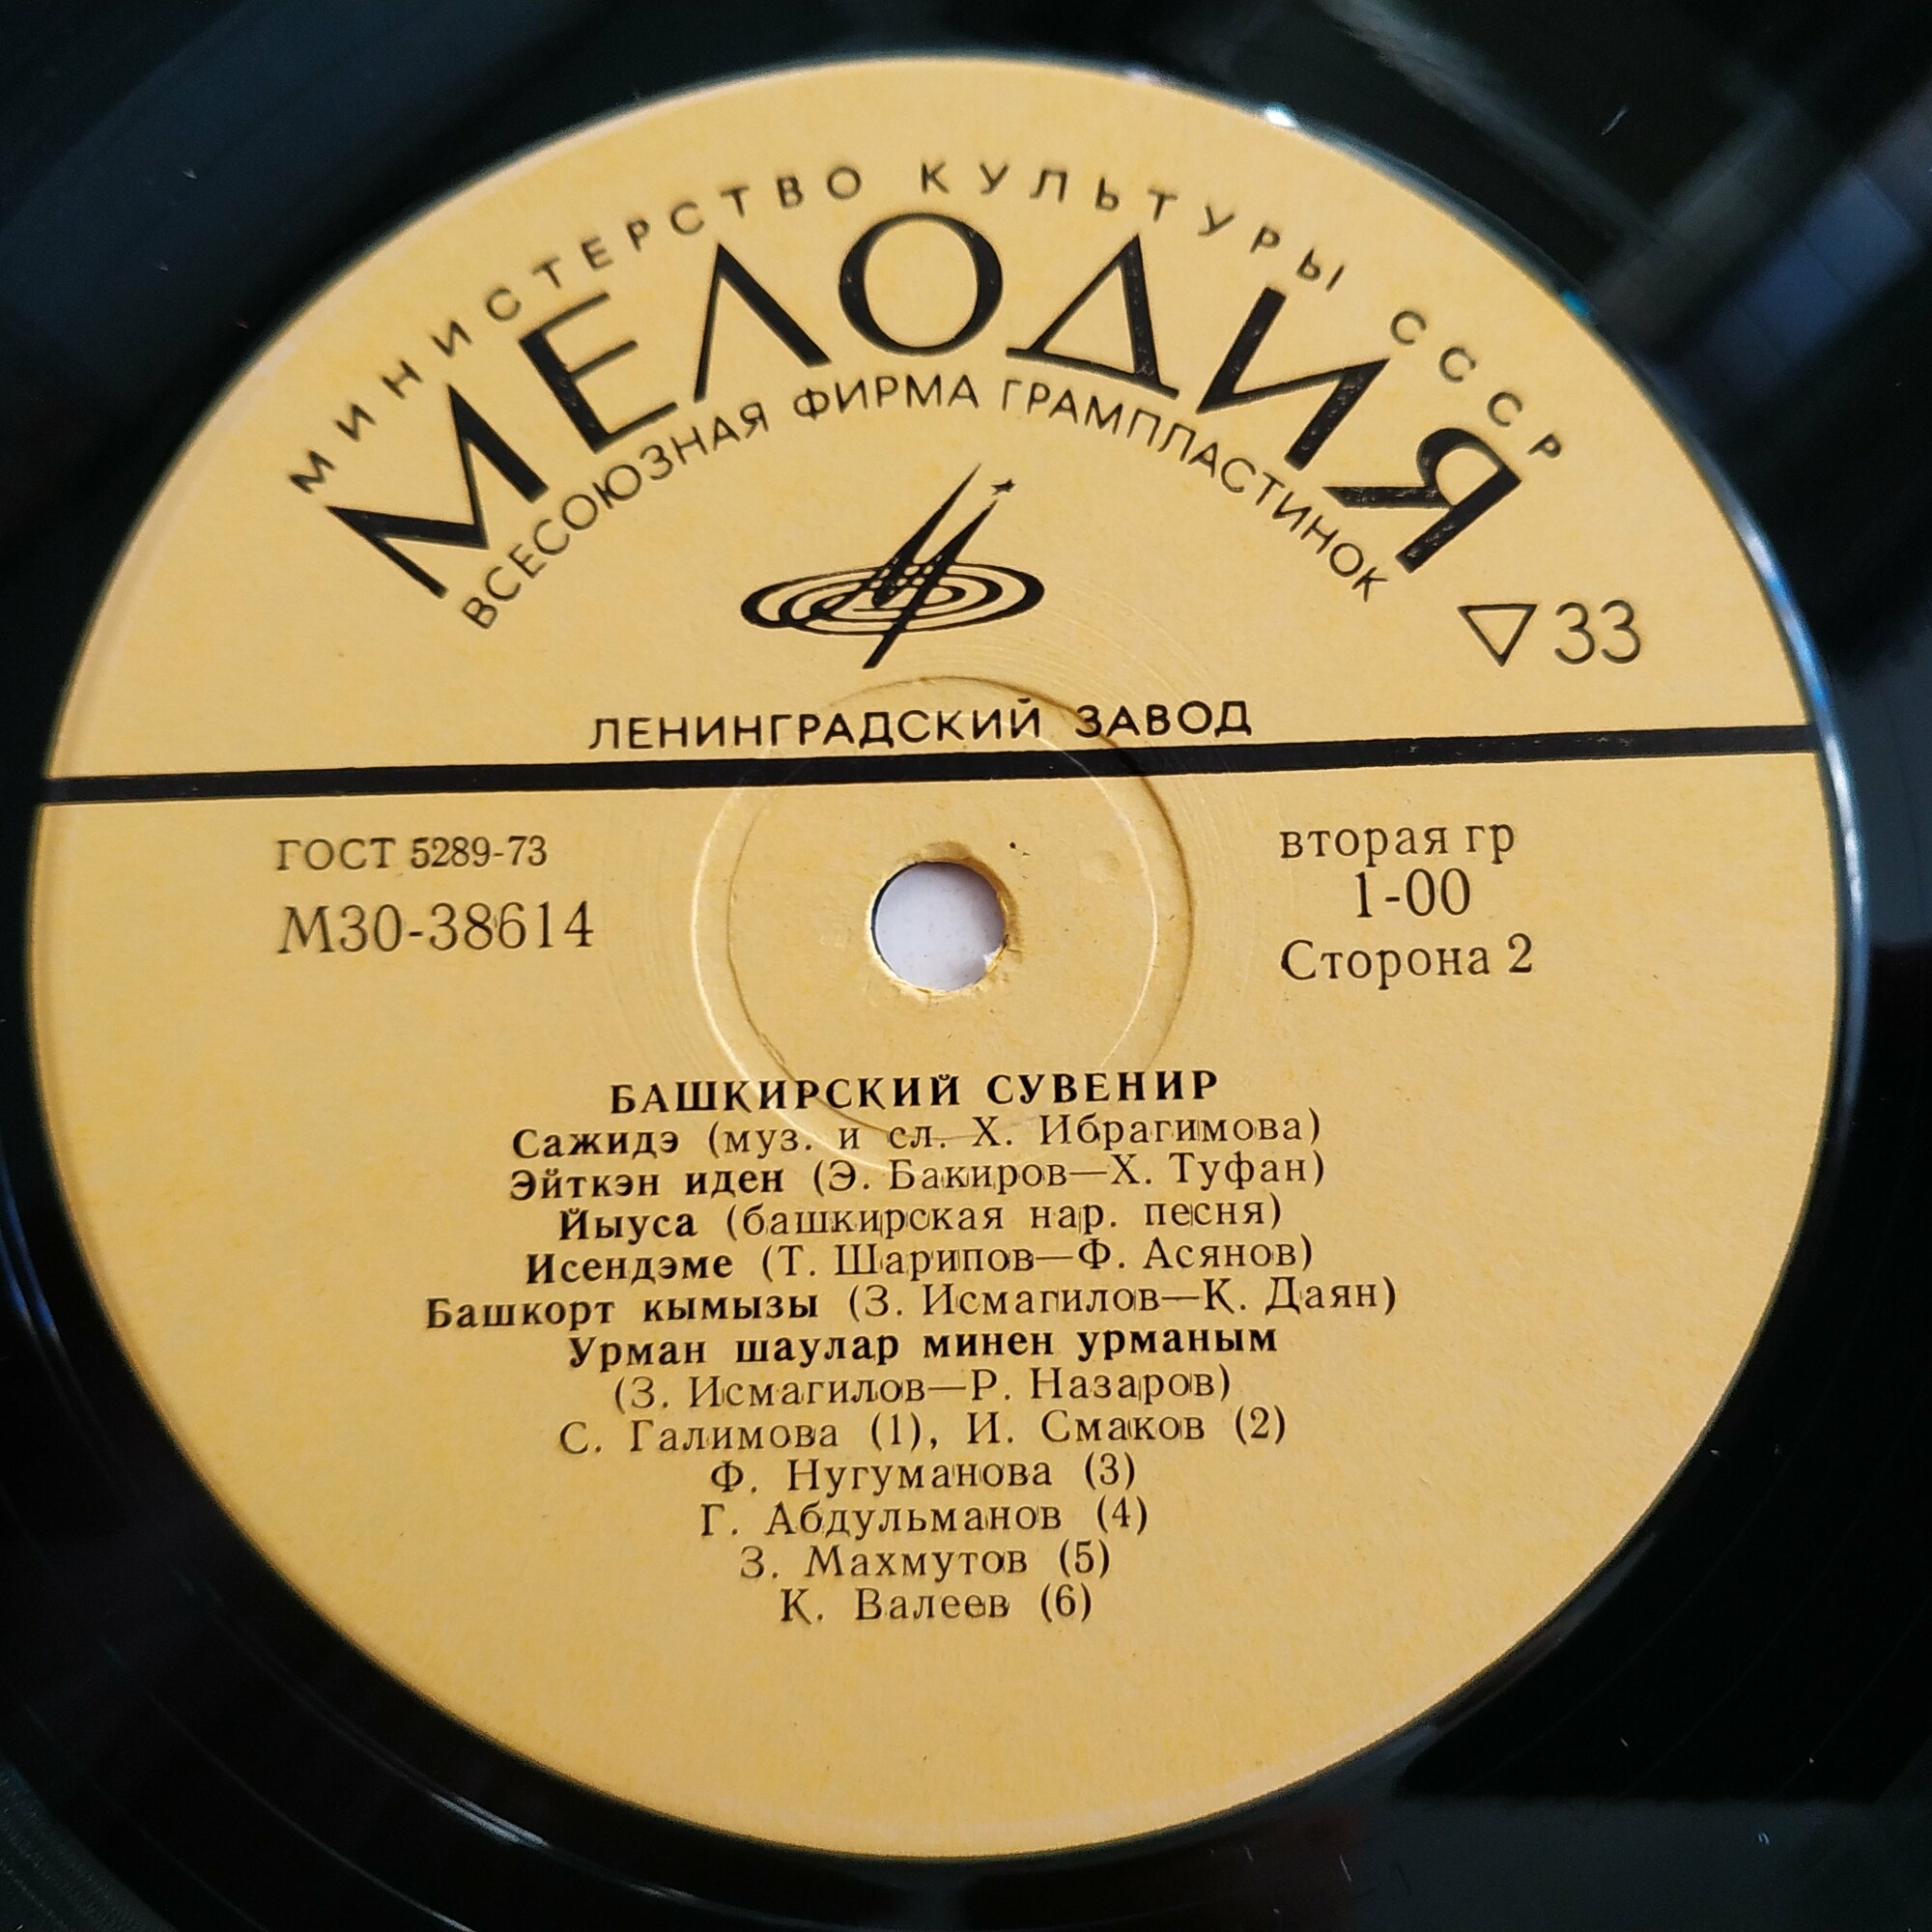 МИНИСТЕРСТВО КУЛЬТУРЫ СССР
МЕЛОДИЯ
ВСЕСОЮЗНАЯ ФИРМА ГРАМПЛАСТИНОК
▽33
ЛЕНИНГРАДСКИЙ ЗАВОД
ГОСТ 5289-73
М30-38614
вторая гр
1-00
Сторона 2
БАШКИРСКИЙ СУВЕНИР
Сажидэ (муз. и сл. Х. Ибрагимова)
Эйткэн иден (Э. Бакиров—Х. Туфан)
Йыуса (башкирская нар. песня)
Исендэме (Т. Шарипов—Ф. Асянов)
Башкорт кымызы (З. Исмагилов—К. Даян)
Урман шаулар минен урманым
(З. Исмагилов—Р. Назаров)
С. Галимова (1), И. Смаков (2)
Ф. Нугуманова (3)
Г. Абдульманов (4)
З. Махмутов (5)
К. Валеев (6)